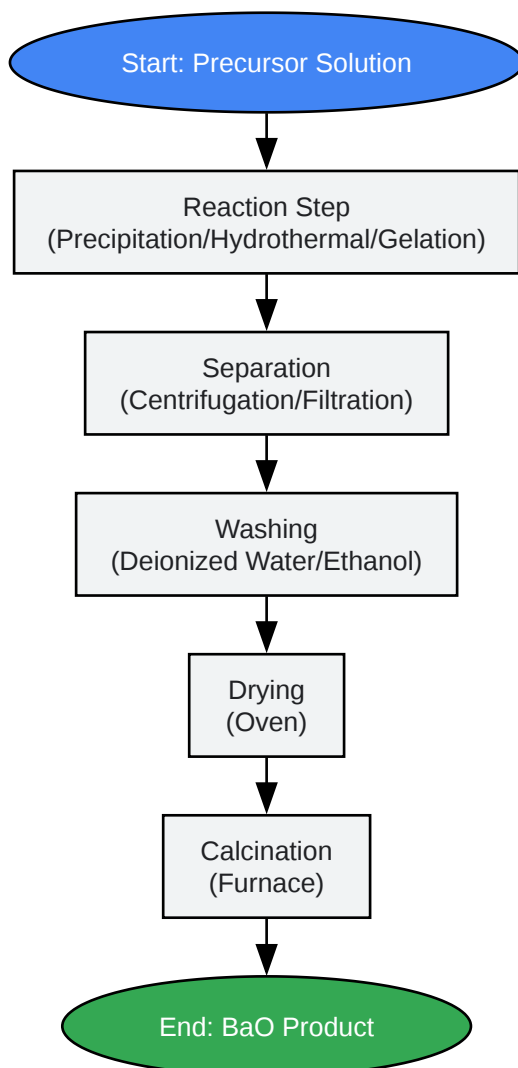 Start: Precursor Solution
Reaction Step
(Precipitation/Hydrothermal/Gelation)
Separation
(Centrifugation/Filtration)
Washing
(Deionized Water/Ethanol)
Drying
(Oven)
Calcination
(Furnace)
End: BaO Product